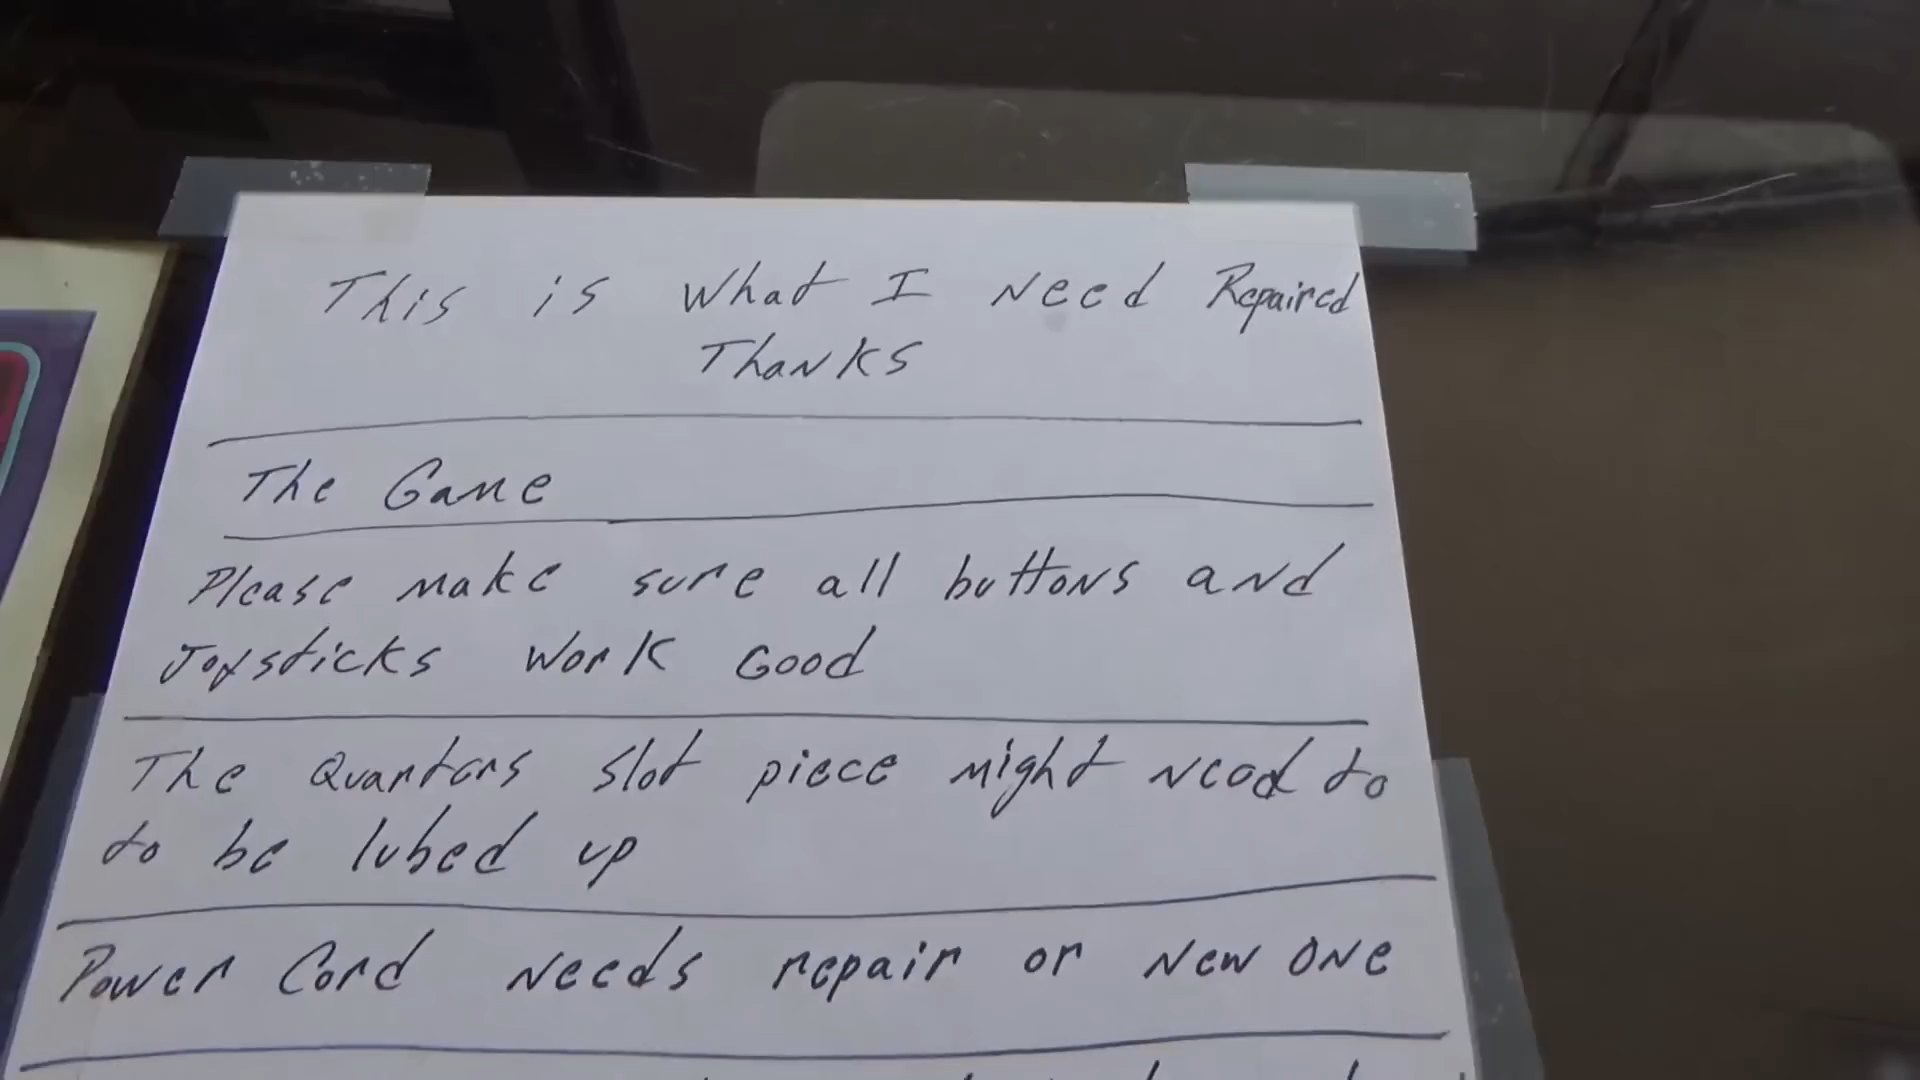 This is What I Need Repaired
Thanks
The Game
Please make sure all buttons and
Joysticks Work Good
The Quarters slot piece might need to
to be lubed up
Power Cord Needs repair or New ONe